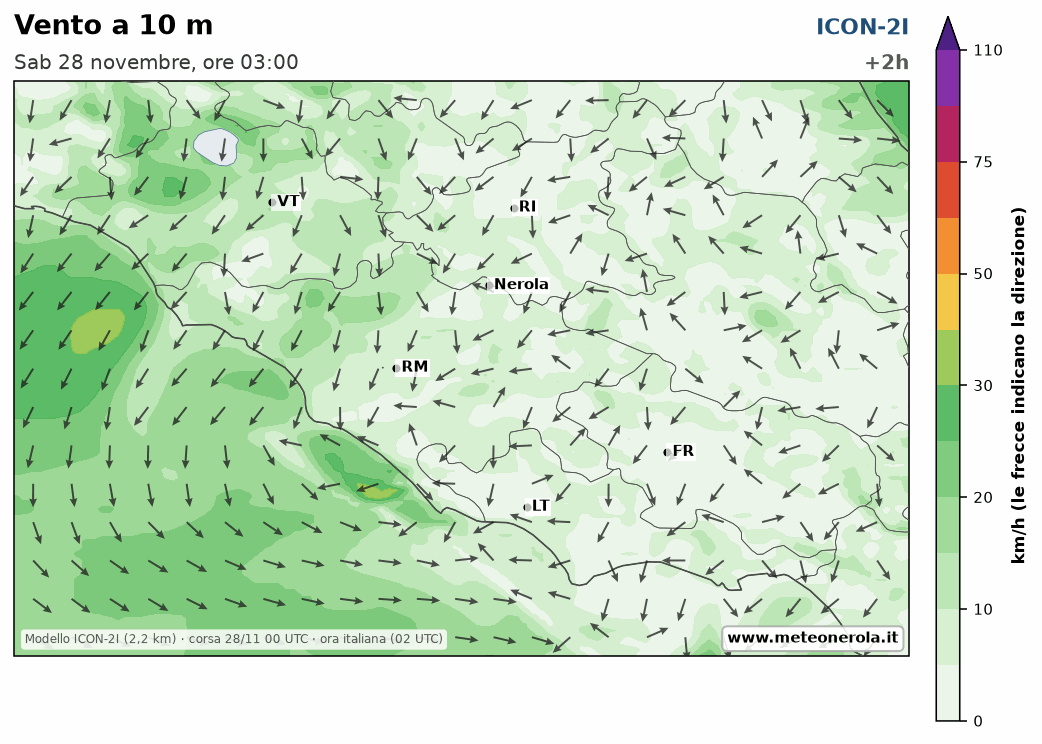 Vento a 10 m
ICON-2I
Sab 28 novembre, ore 03:00
+2h
110
75
50
30
20
10
0
km/h (le frecce indicano la direzione)
VT
RI
Nerola
RM
FR
LT
Modello ICON-2I (2,2 km) · corsa 28/11 00 UTC · ora italiana (02 UTC)
www.meteonerola.it